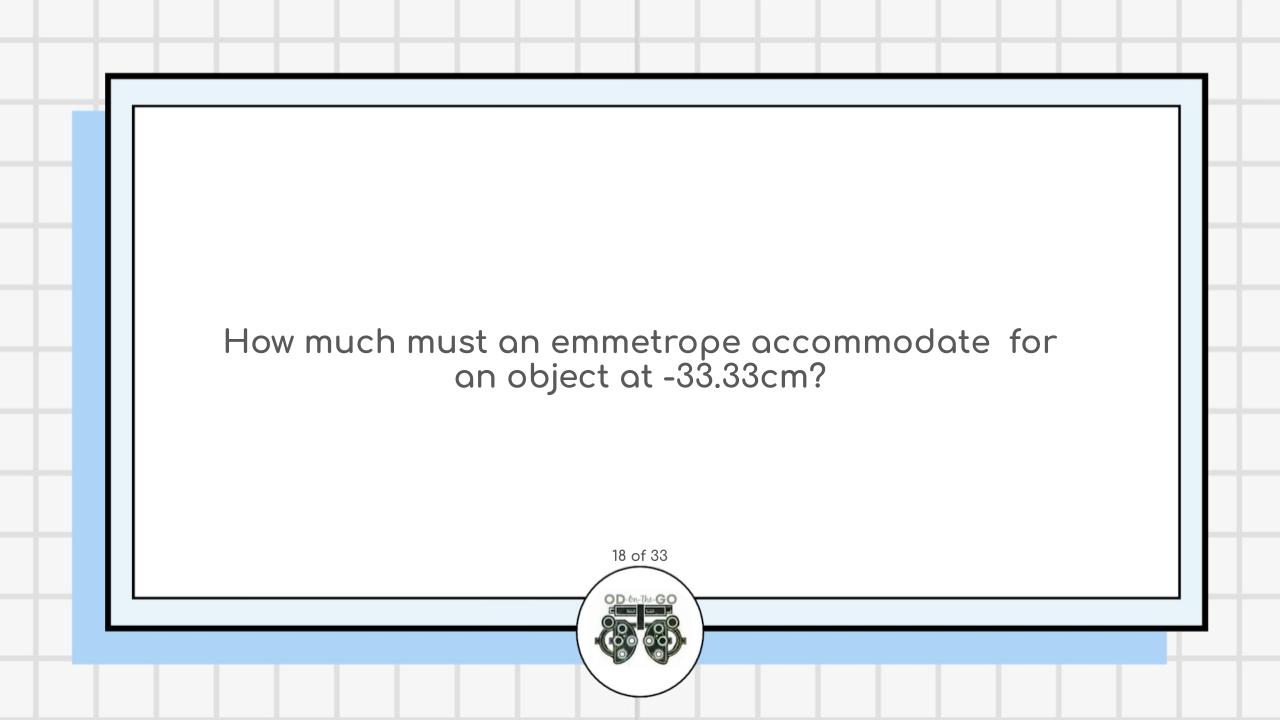 How much must an emmetrope accommodate  for
an object at -33.33cm?
18 of 33
OD-On-The-GO